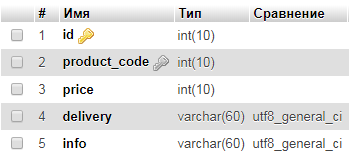 # Имя Тип Сравнение
1 id int(10)
2 product_code int(10)
3 price int(10)
4 delivery varchar(60) utf8_general_ci
5 info varchar(60) utf8_general_ci